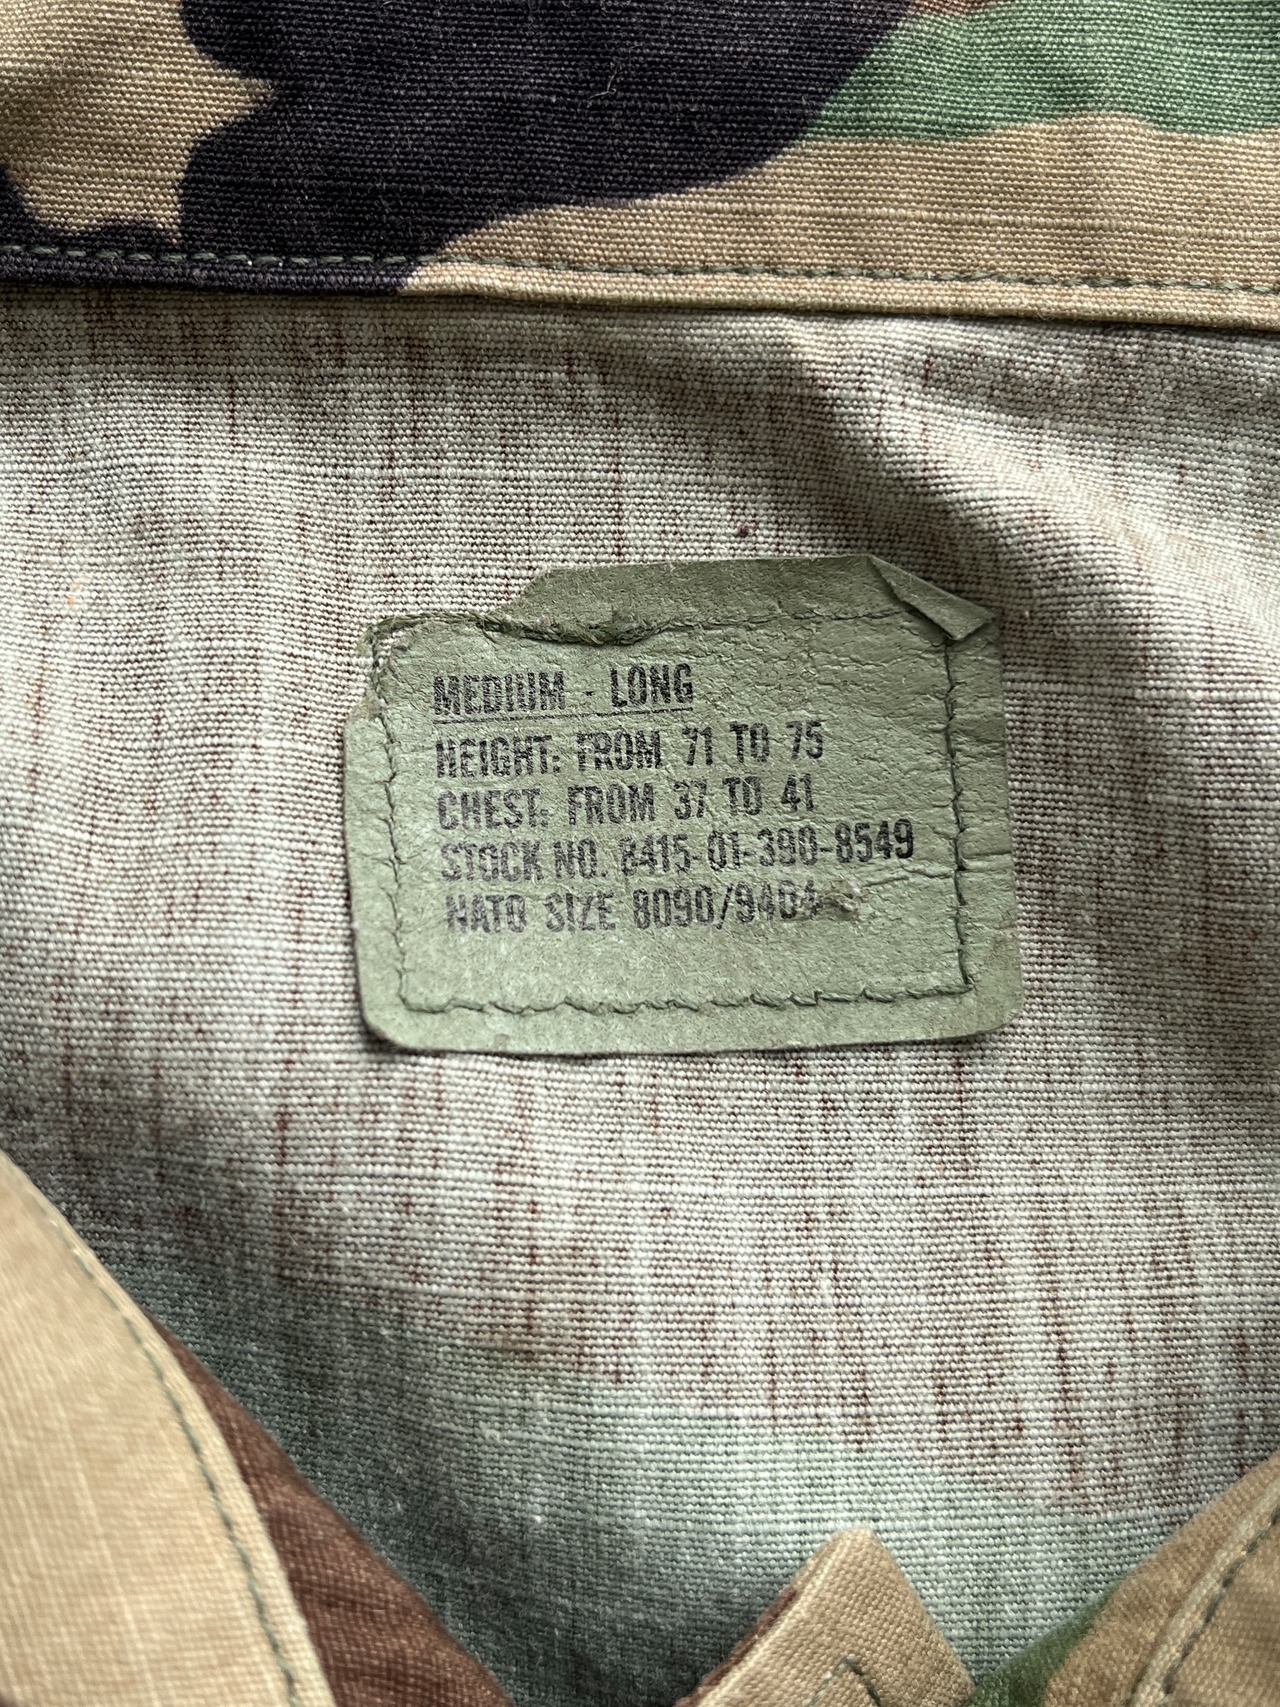 MEDIUM - LONG
HEIGHT: FROM 71 TO 75
CHEST: FROM 37 TO 41
STOCK NO. 8415-01-390-8549
NATO SIZE 8090/9404